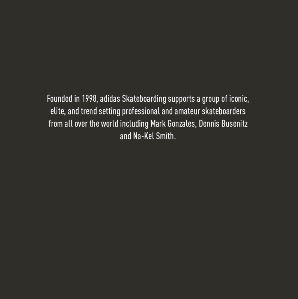 Founded in 1998, adidas Skateboarding supports a group of iconic,
elite, and trend setting professional and amateur skateboarders
from all over the world including Mark Gonzales, Dennis Busenitz
and Na-Kel Smith.